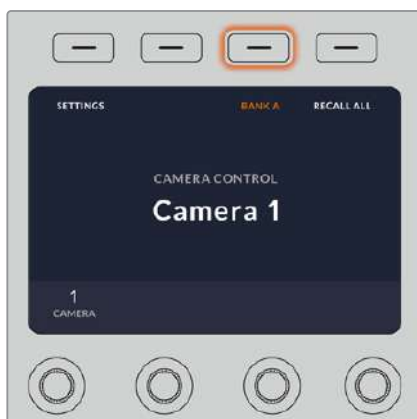 SETTINGS BANK A RECALL ALL
CAMERA CONTROL
Camera 1
1
CAMERA